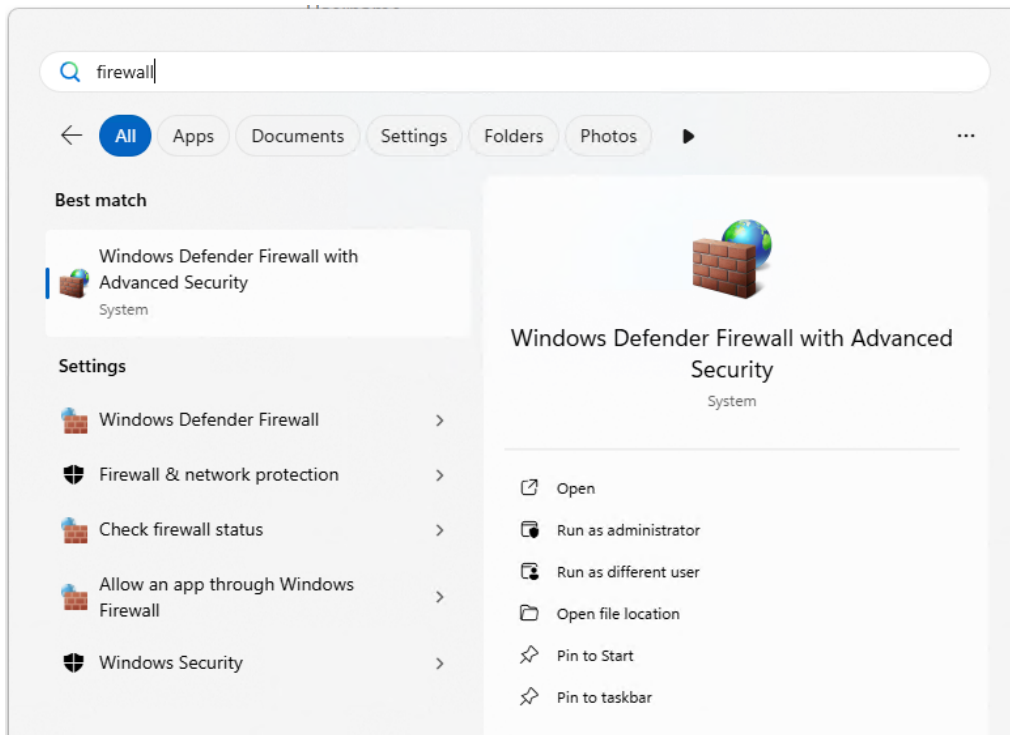 firewall
All
Apps
Documents
Settings
Folders
Photos
Best match
Windows Defender Firewall with
Advanced Security
System
Settings
Windows Defender Firewall
Firewall & network protection
Check firewall status
Allow an app through Windows
Firewall
Windows Security
Windows Defender Firewall with Advanced
Security
System
Open
Run as administrator
Run as different user
Open file location
Pin to Start
Pin to taskbar